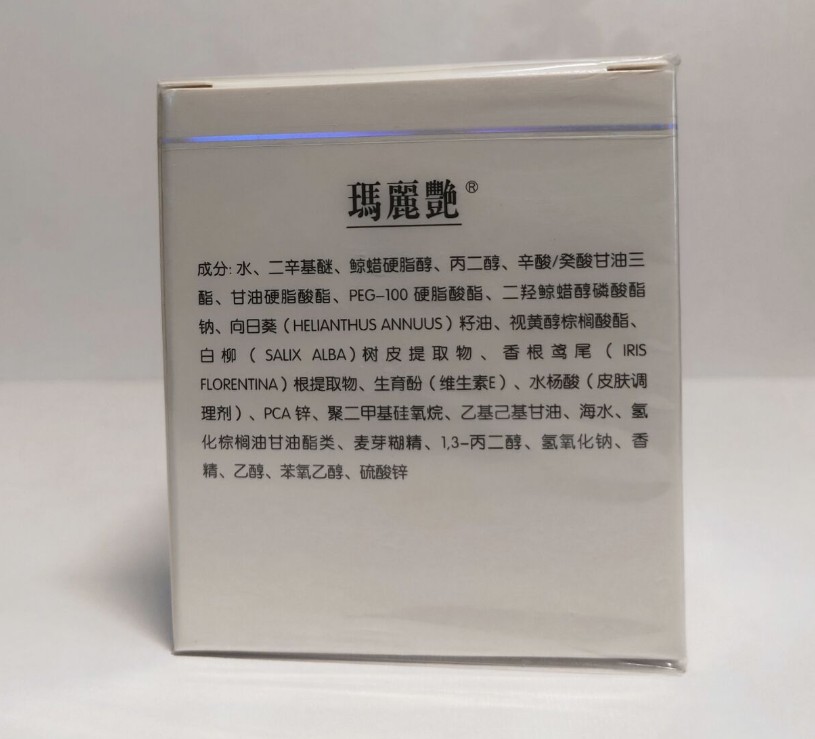 瑪麗艷®
成分: 水、二辛基醚、鲸蜡硬脂醇、丙二醇、辛酸/癸酸甘油三
酯、甘油硬脂酸酯、PEG-100 硬脂酸酯、二羟鲸蜡醇磷酸酯
钠、向日葵（HELIANTHUS ANNUUS）籽油、视黄醇棕榈酸酯、
白柳（ SALIX ALBA）树皮提取物、香根鸢尾（ IRIS
FLORENTINA）根提取物、生育酚（维生素E）、水杨酸（皮肤调
理剂）、PCA 锌、聚二甲基硅氧烷、乙基己基甘油、海水、氢
化棕榈油甘油酯类、麦芽糊精、1,3-丙二醇、氢氧化钠、香
精、乙醇、苯氧乙醇、硫酸锌